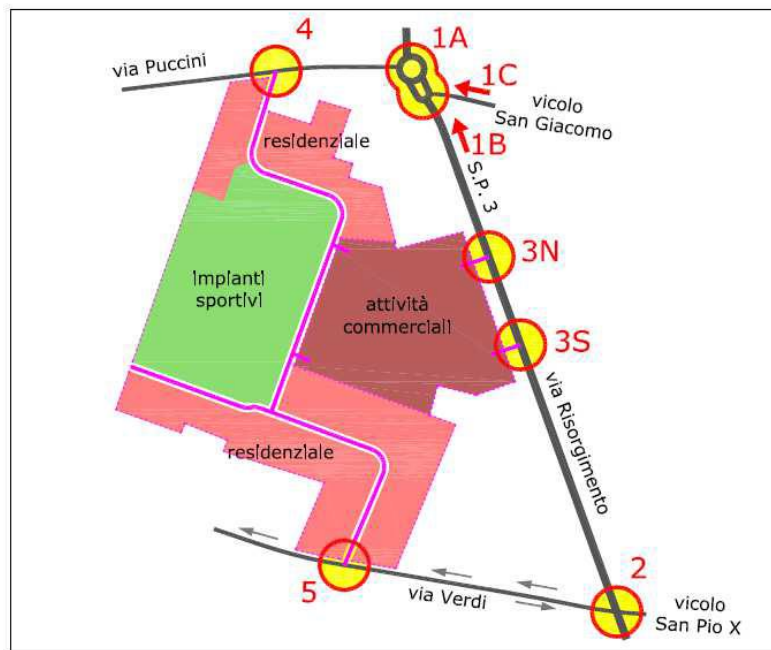 4
1A
via Puccini
1C
vicolo
San Giacomo
residenziale
1B
S.P. 3
3N
impianti
sportivi
attività
commerciali
3S
via Risorgimento
residenziale
2
5
via Verdi
vicolo
San Pio X